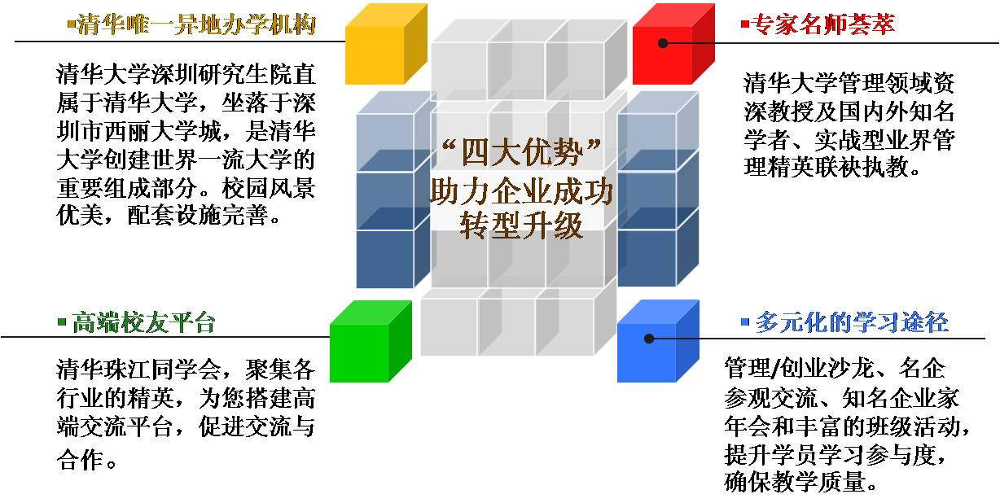 ▪清华唯一异地办学机构
清华大学深圳研究生院直
属于清华大学，坐落于深
圳市西丽大学城，是清华
大学创建世界一流大学的
重要组成部分。校园风景
优美，配套设施完善。
▪专家名师荟萃
清华大学管理领域资
深教授及国内外知名
学者、实战型业界管
理精英联袂执教。
“四大优势”
助力企业成功
转型升级
▪高端校友平台
清华珠江同学会，聚集各
行业的精英，为您搭建高
端交流平台，促进交流与
合作。
▪多元化的学习途径
管理/创业沙龙、名企
参观交流、知名企业家
年会和丰富的班级活动，
提升学员学习参与度，
确保教学质量。